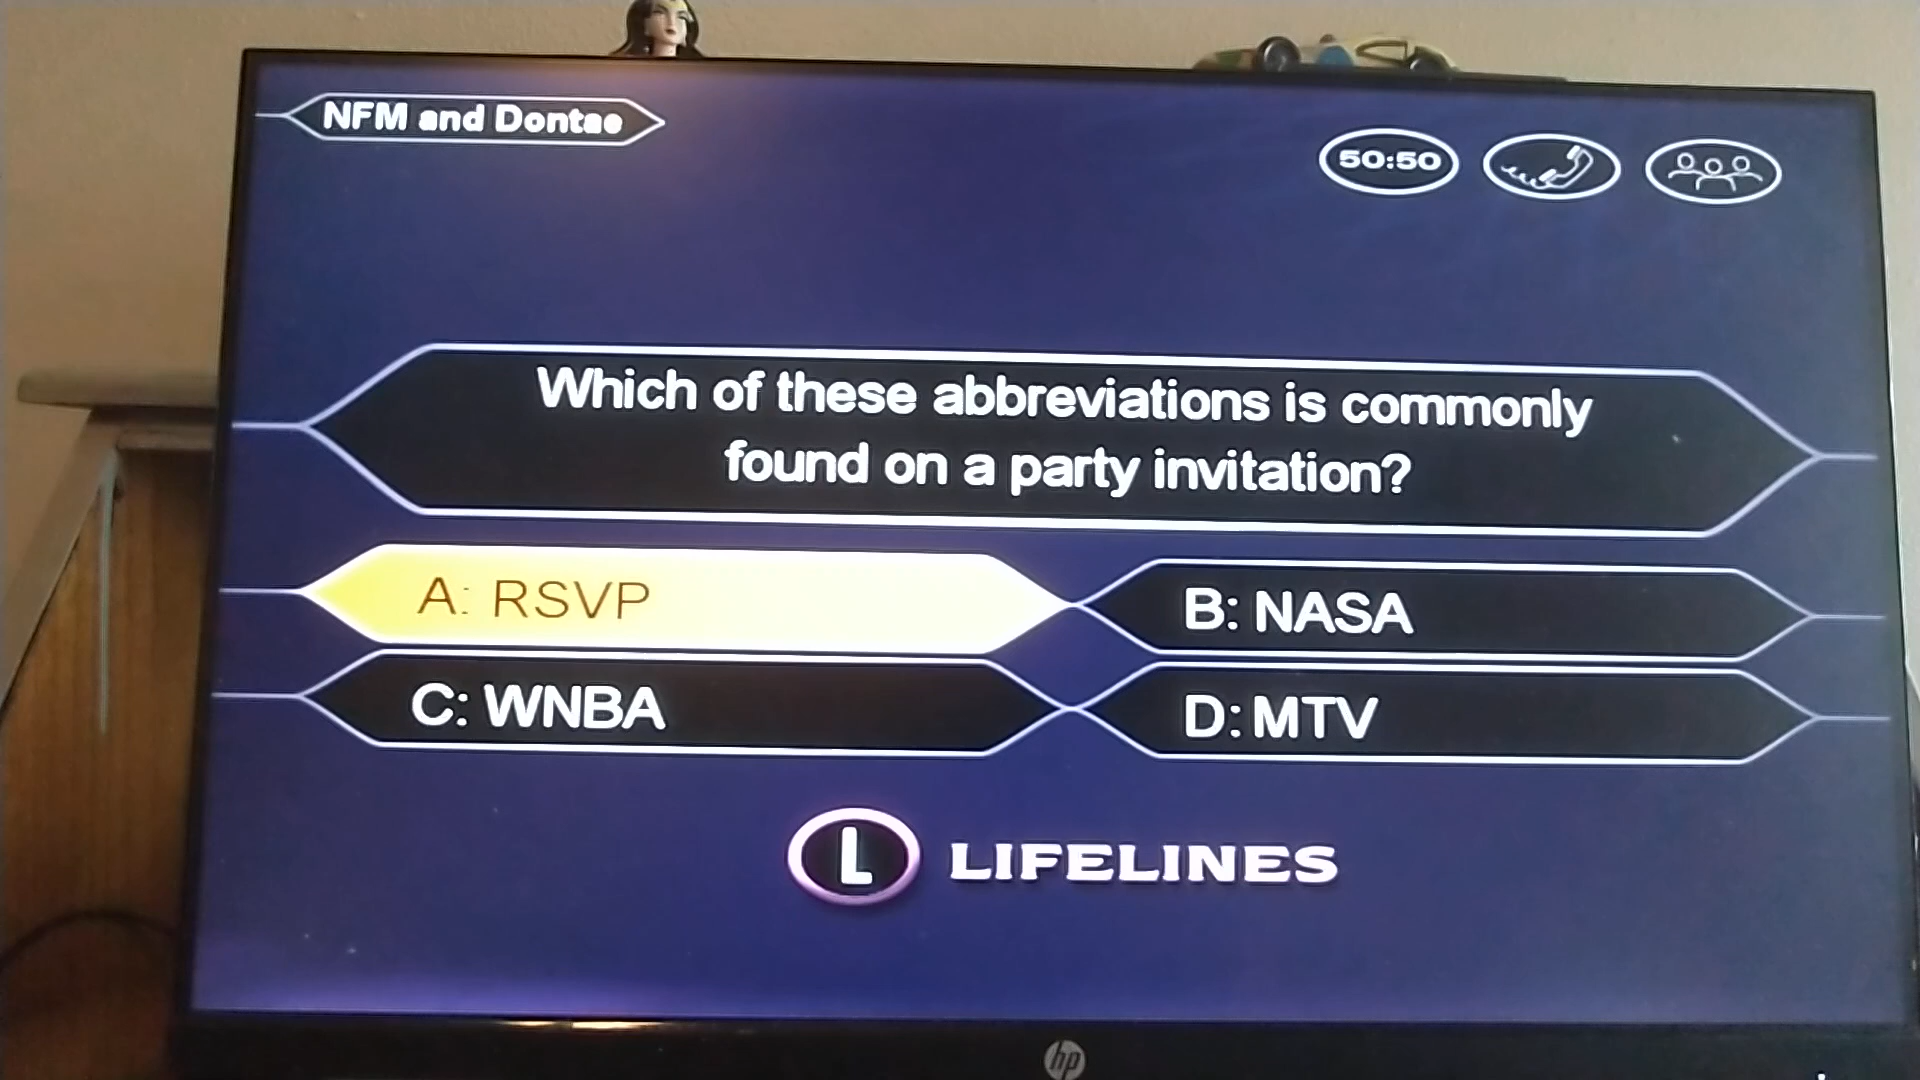 NFM and Dontae
50:50
Which of these abbreviations is commonly
found on a party invitation?
A: RSVP
B: NASA
C: WNBA
D: MTV
L LIFELINES
hp